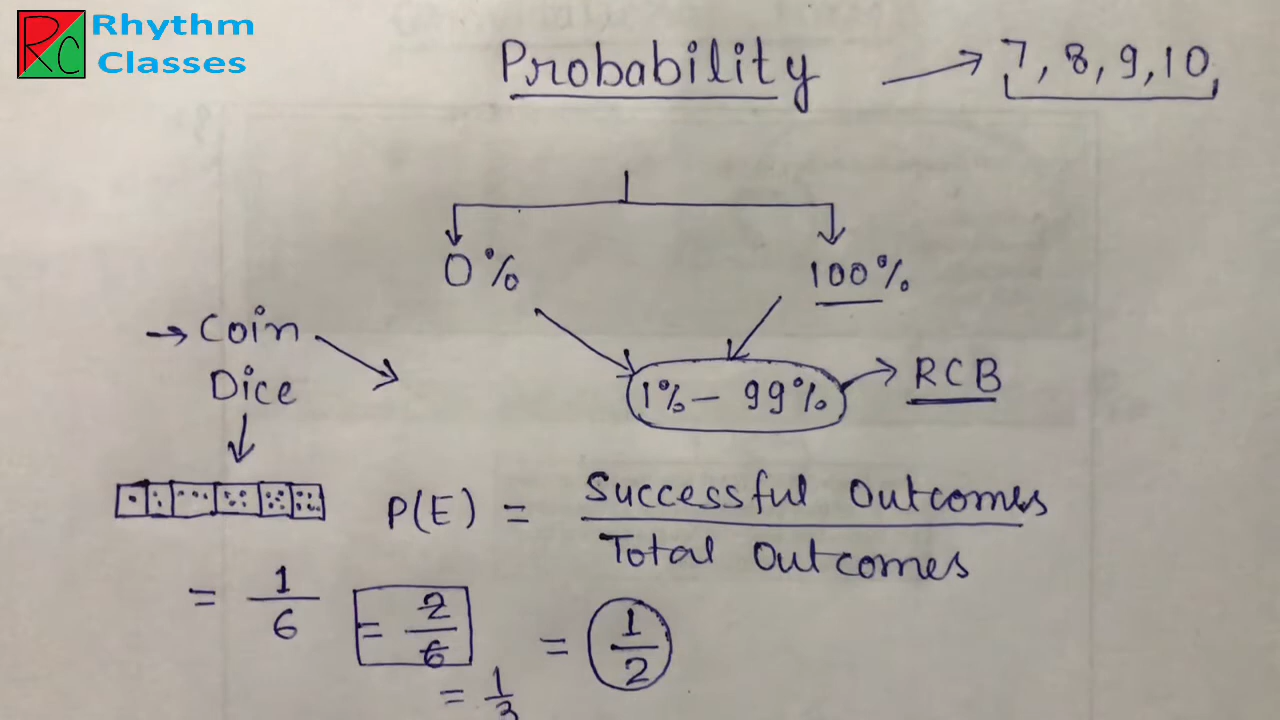 Rhythm
Classes
RC
Probability → 7, 8, 9, 10
0% 100%
→ Coin
Dice
1% - 99% → RCB
P(E) = Successful Outcomes
Total Outcomes
= 1/6
= 2/6
= 1/3
= 1/2